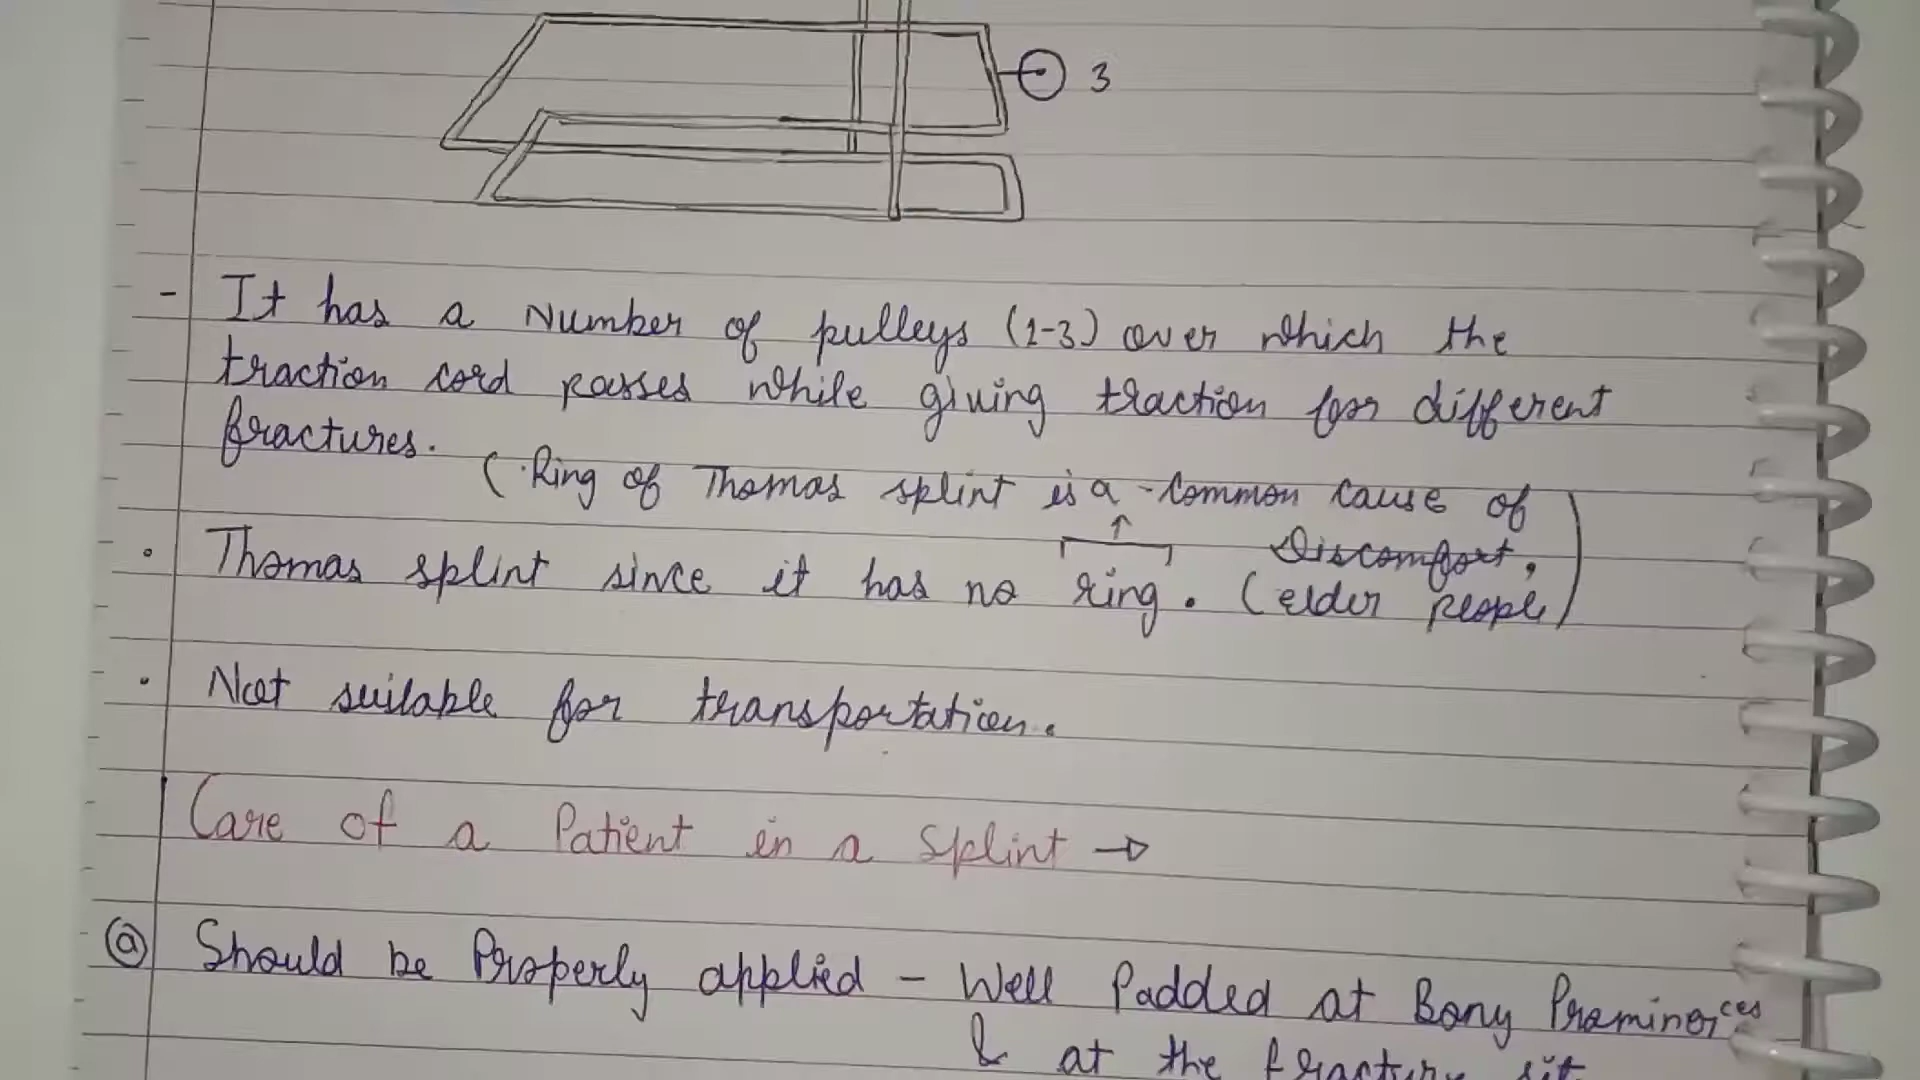 3
- It has a Number of pulleys (1-3) over which the
traction cord passes while giving traction for different
fractures.
( Ring of Thomas splint is a - Common cause of
Discomfort,
• Thomas splint since it has no ring. (elder people)
• Not suitable for transportation.
Care of a Patient in a Splint →
(a) Should be Properly applied - Well Padded at Bony Prominences
& at the fracture sit